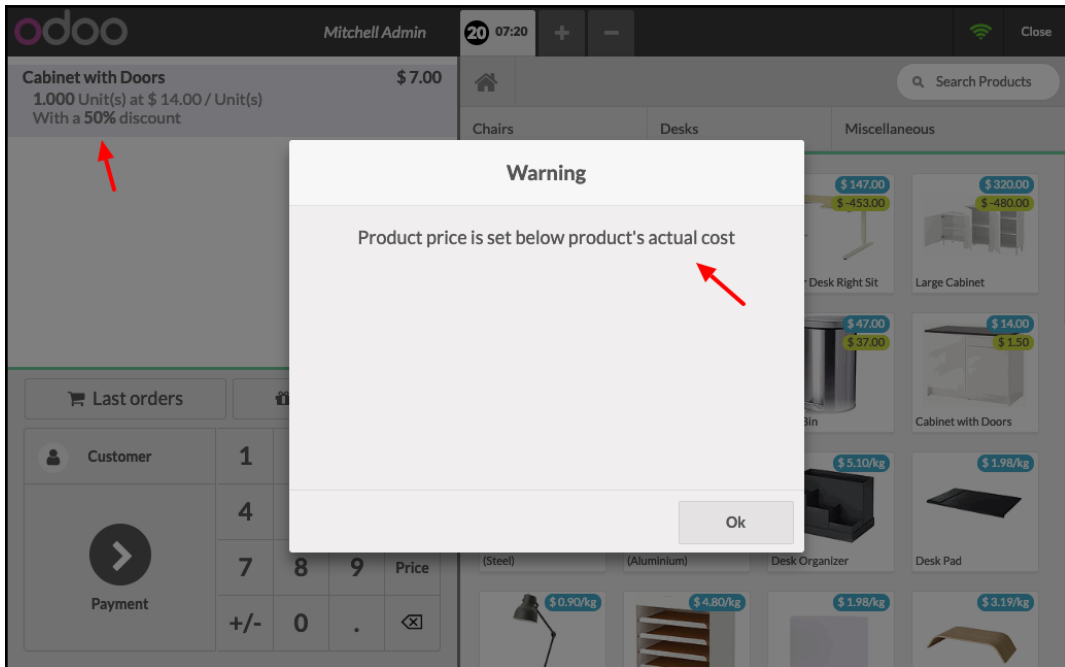 odoo
Mitchell Admin
20 07:20
+
−
Close
Cabinet with Doors $ 7.00
1.000 Unit(s) at $ 14.00 / Unit(s)
With a 50% discount
Search Products
Chairs
Desks
Miscellaneous
Warning
Product price is set below product's actual cost
Ok
$ 147.00
$ -453.00
Desk Right Sit
$ 320.00
$ -480.00
Large Cabinet
$ 47.00
$ 37.00
Bin
$ 14.00
$ 1.50
Cabinet with Doors
(Steel)
(Aluminium)
$ 5.10/kg
Desk Organizer
$ 1.98/kg
Desk Pad
$ 0.90/kg
$ 4.80/kg
$ 1.98/kg
$ 3.19/kg
Last orders
Customer
Payment
1
4
7 8 9 Price
+/- 0 .